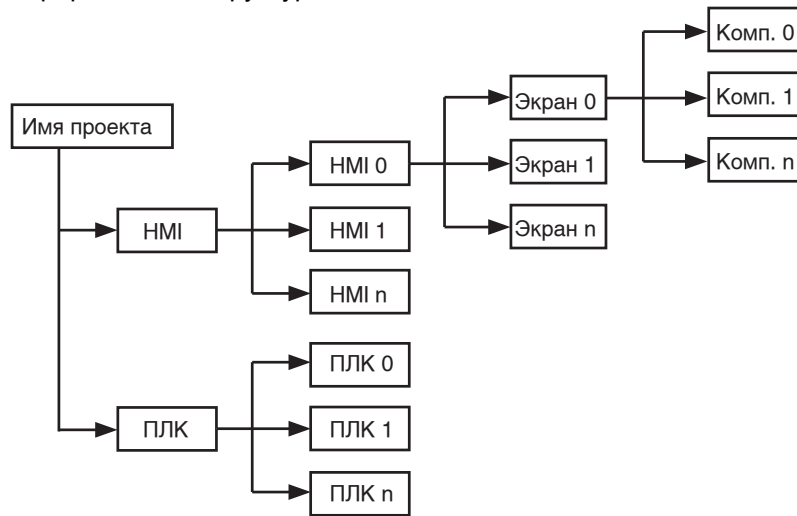 Имя проекта
HMI
ПЛК
HMI 0
HMI 1
HMI n
ПЛК 0
ПЛК 1
ПЛК n
Экран 0
Экран 1
Экран n
Комп. 0
Комп. 1
Комп. n